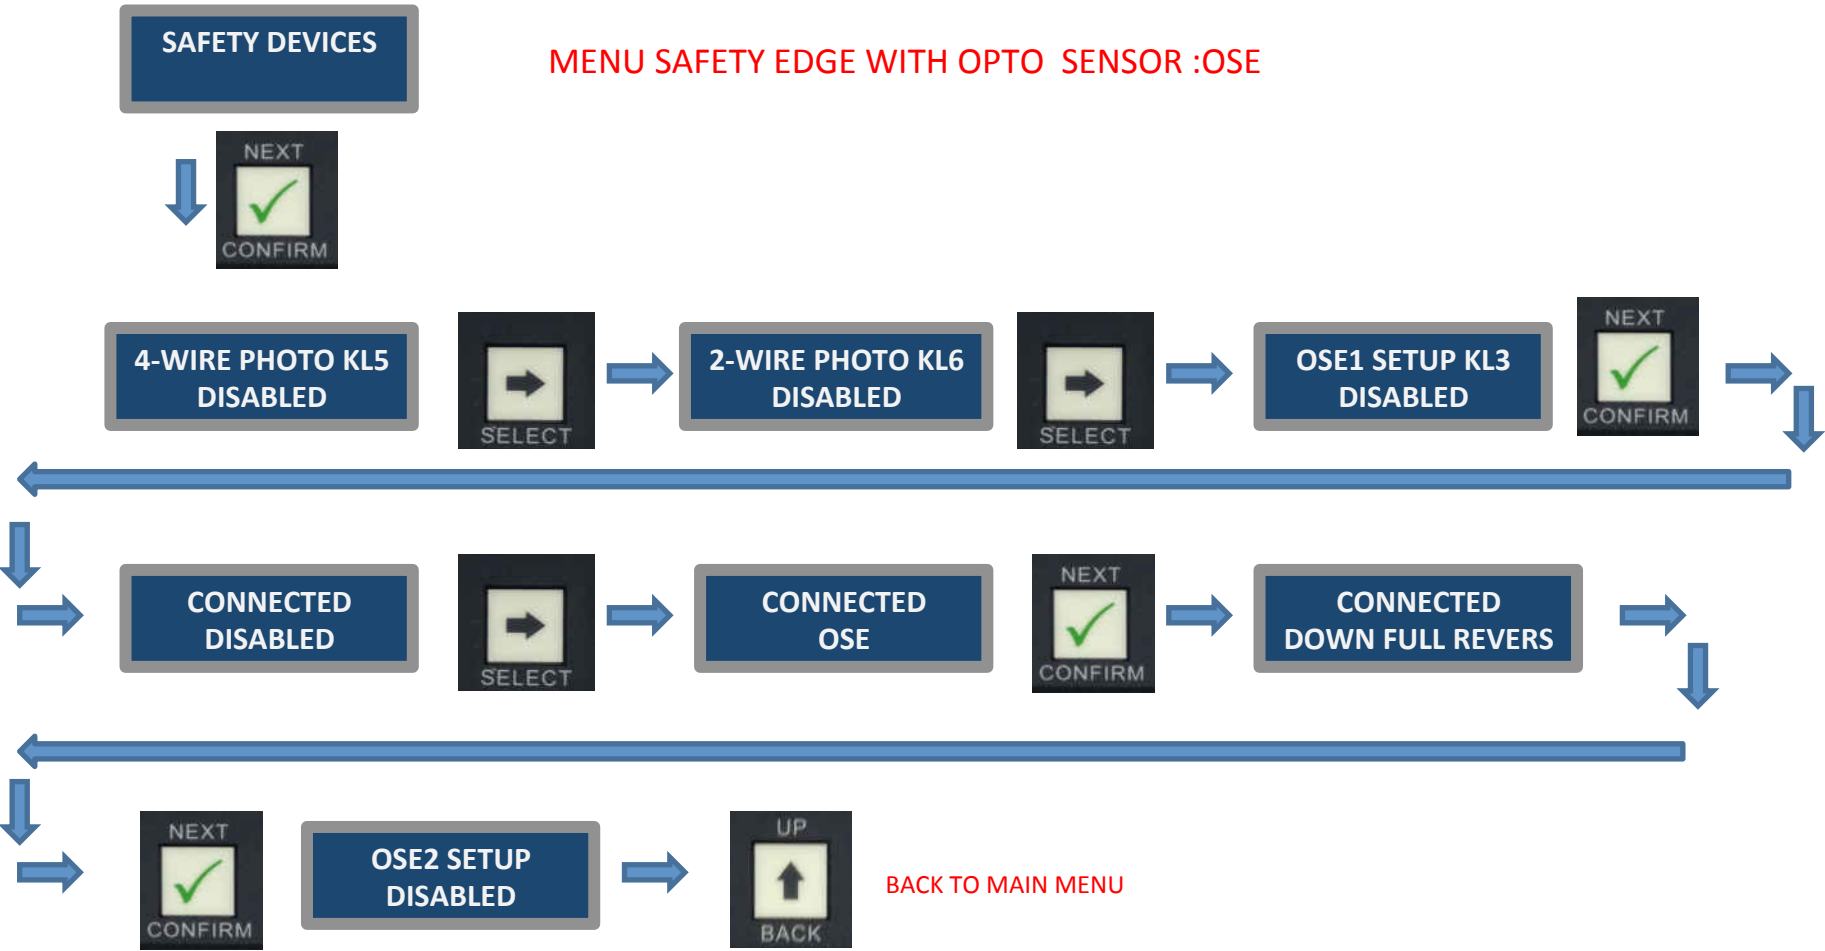 SAFETY DEVICES
MENU SAFETY EDGE WITH OPTO SENSOR :OSE
NEXT
CONFIRM
4-WIRE PHOTO KL5
DISABLED
SELECT
2-WIRE PHOTO KL6
DISABLED
SELECT
OSE1 SETUP KL3
DISABLED
NEXT
CONFIRM
CONNECTED
DISABLED
SELECT
CONNECTED
OSE
NEXT
CONFIRM
CONNECTED
DOWN FULL REVERS
NEXT
CONFIRM
OSE2 SETUP
DISABLED
UP
BACK
BACK TO MAIN MENU